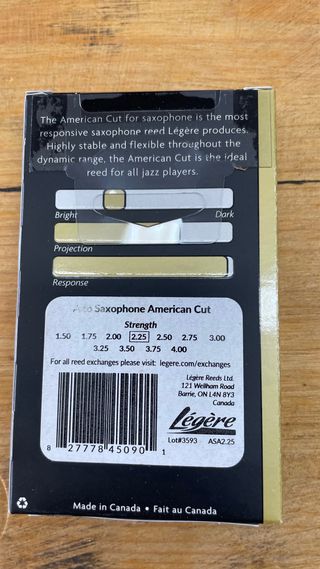 The American Cut for saxophone is the most
responsive saxophone reed Légère produces.
Highly stable and flexible throughout the
dynamic range, the American Cut is the ideal
reed for all jazz players.
Bright Dark
Projection
Response
Alto Saxophone American Cut
Strength
1.50 1.75 2.00 2.25 2.50 2.75 3.00
3.25 3.50 3.75 4.00
For all reed exchanges please visit: legere.com/exchanges
Légère Reeds Ltd.
121 Wellham Road
Barrie, ON L4N 8Y3
Canada
Légère
Lot#3593 ASA2.25
8 27778 45090 1
Made in Canada • Fait au Canada